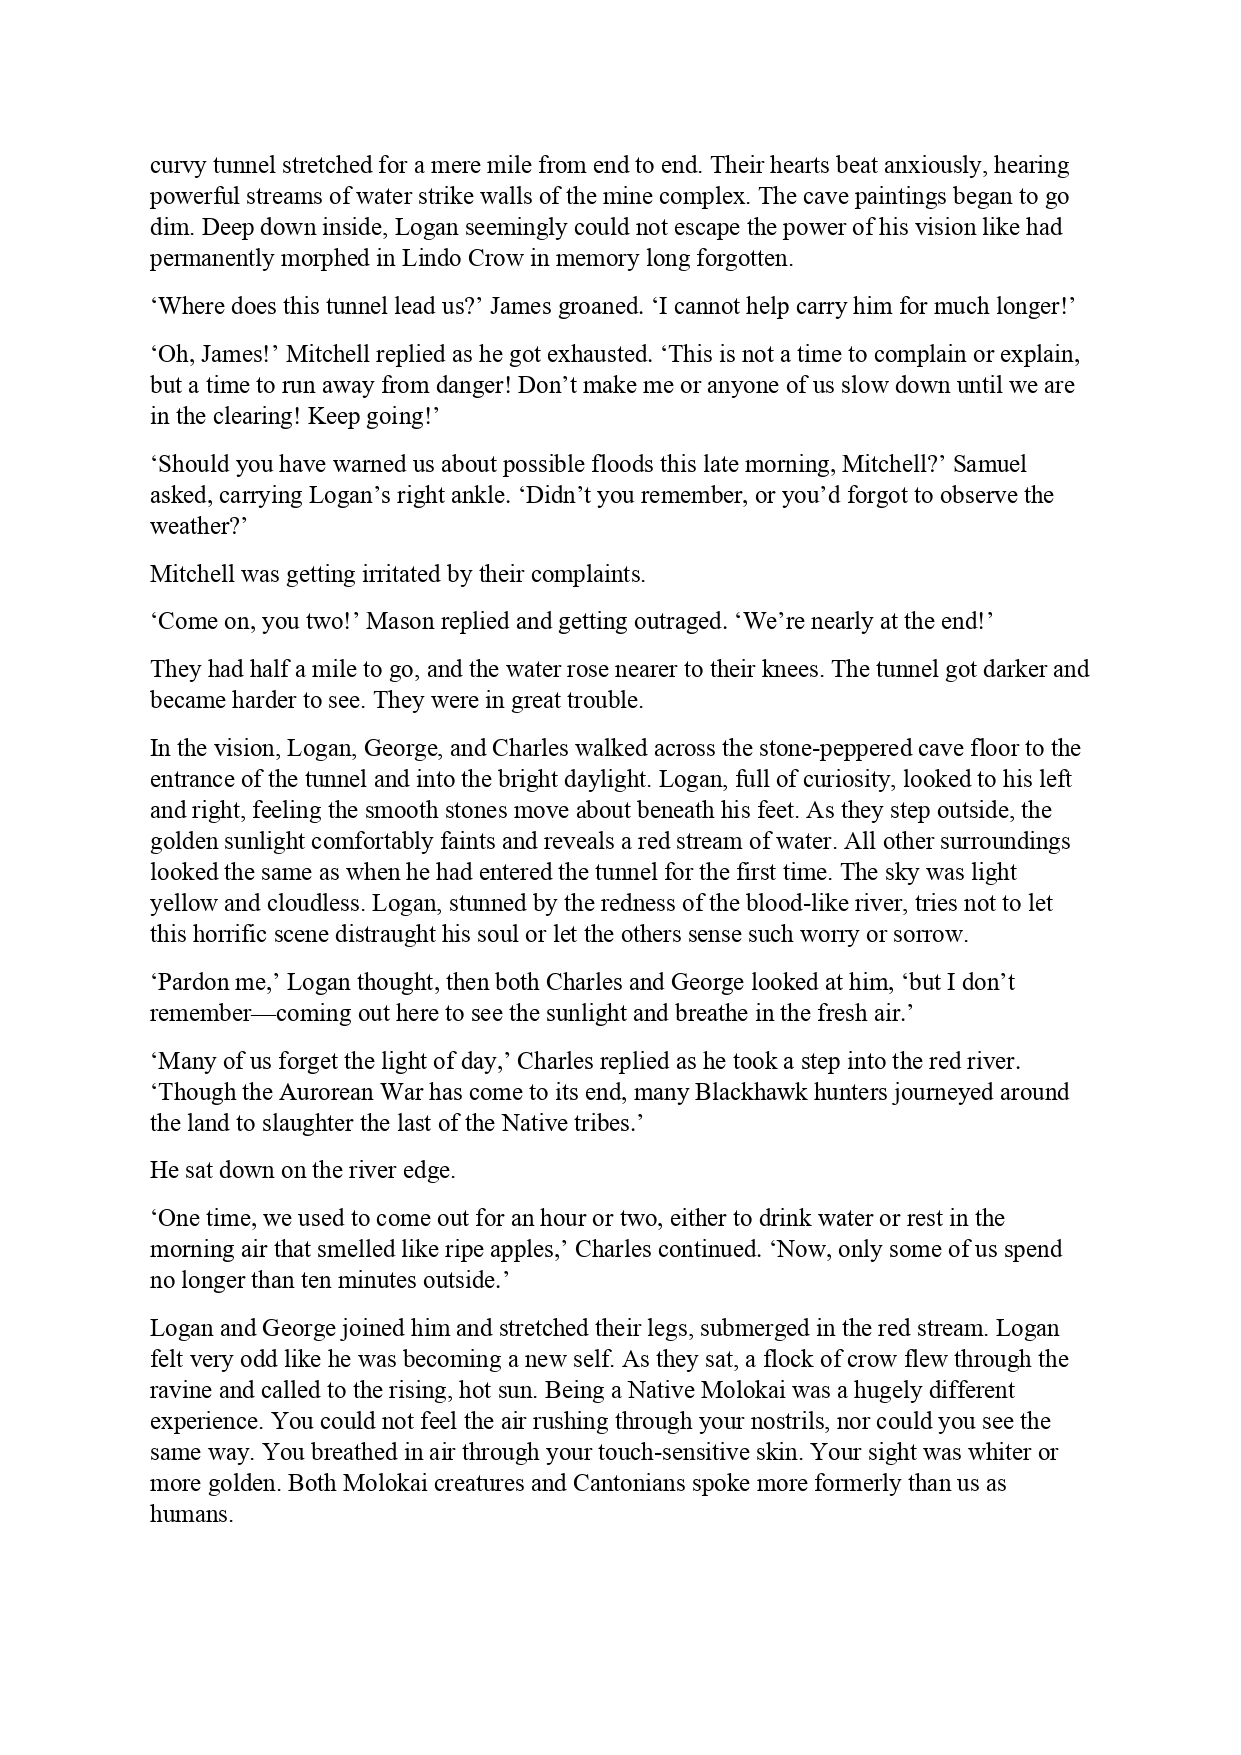 curvy tunnel stretched for a mere mile from end to end. Their hearts beat anxiously, hearing
powerful streams of water strike walls of the mine complex. The cave paintings began to go
dim. Deep down inside, Logan seemingly could not escape the power of his vision like had
permanently morphed in Lindo Crow in memory long forgotten.
‘Where does this tunnel lead us?’ James groaned. ‘I cannot help carry him for much longer!’
‘Oh, James!’ Mitchell replied as he got exhausted. ‘This is not a time to complain or explain,
but a time to run away from danger! Don’t make me or anyone of us slow down until we are
in the clearing! Keep going!’
‘Should you have warned us about possible floods this late morning, Mitchell?’ Samuel
asked, carrying Logan’s right ankle. ‘Didn’t you remember, or you’d forgot to observe the
weather?’
Mitchell was getting irritated by their complaints.
‘Come on, you two!’ Mason replied and getting outraged. ‘We’re nearly at the end!’
They had half a mile to go, and the water rose nearer to their knees. The tunnel got darker and
became harder to see. They were in great trouble.
In the vision, Logan, George, and Charles walked across the stone-peppered cave floor to the
entrance of the tunnel and into the bright daylight. Logan, full of curiosity, looked to his left
and right, feeling the smooth stones move about beneath his feet. As they step outside, the
golden sunlight comfortably faints and reveals a red stream of water. All other surroundings
looked the same as when he had entered the tunnel for the first time. The sky was light
yellow and cloudless. Logan, stunned by the redness of the blood-like river, tries not to let
this horrific scene distraught his soul or let the others sense such worry or sorrow.
‘Pardon me,’ Logan thought, then both Charles and George looked at him, ‘but I don’t
remember—coming out here to see the sunlight and breathe in the fresh air.’
‘Many of us forget the light of day,’ Charles replied as he took a step into the red river.
‘Though the Aurorean War has come to its end, many Blackhawk hunters journeyed around
the land to slaughter the last of the Native tribes.’
He sat down on the river edge.
‘One time, we used to come out for an hour or two, either to drink water or rest in the
morning air that smelled like ripe apples,’ Charles continued. ‘Now, only some of us spend
no longer than ten minutes outside.’
Logan and George joined him and stretched their legs, submerged in the red stream. Logan
felt very odd like he was becoming a new self. As they sat, a flock of crow flew through the
ravine and called to the rising, hot sun. Being a Native Molokai was a hugely different
experience. You could not feel the air rushing through your nostrils, nor could you see the
same way. You breathed in air through your touch-sensitive skin. Your sight was whiter or
more golden. Both Molokai creatures and Cantonians spoke more formerly than us as
humans.